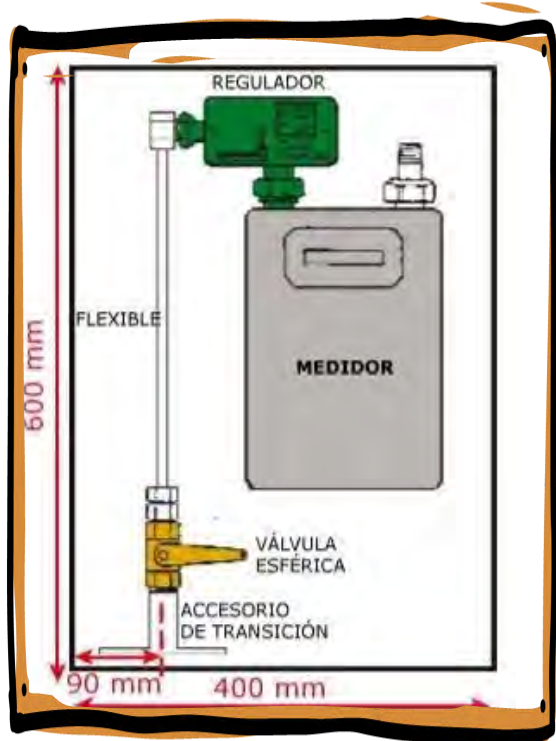 REGULADOR
FLEXIBLE
600 mm
MEDIDOR
VÁLVULA
ESFÉRICA
ACCESORIO
DE TRANSICIÓN
90 mm
400 mm